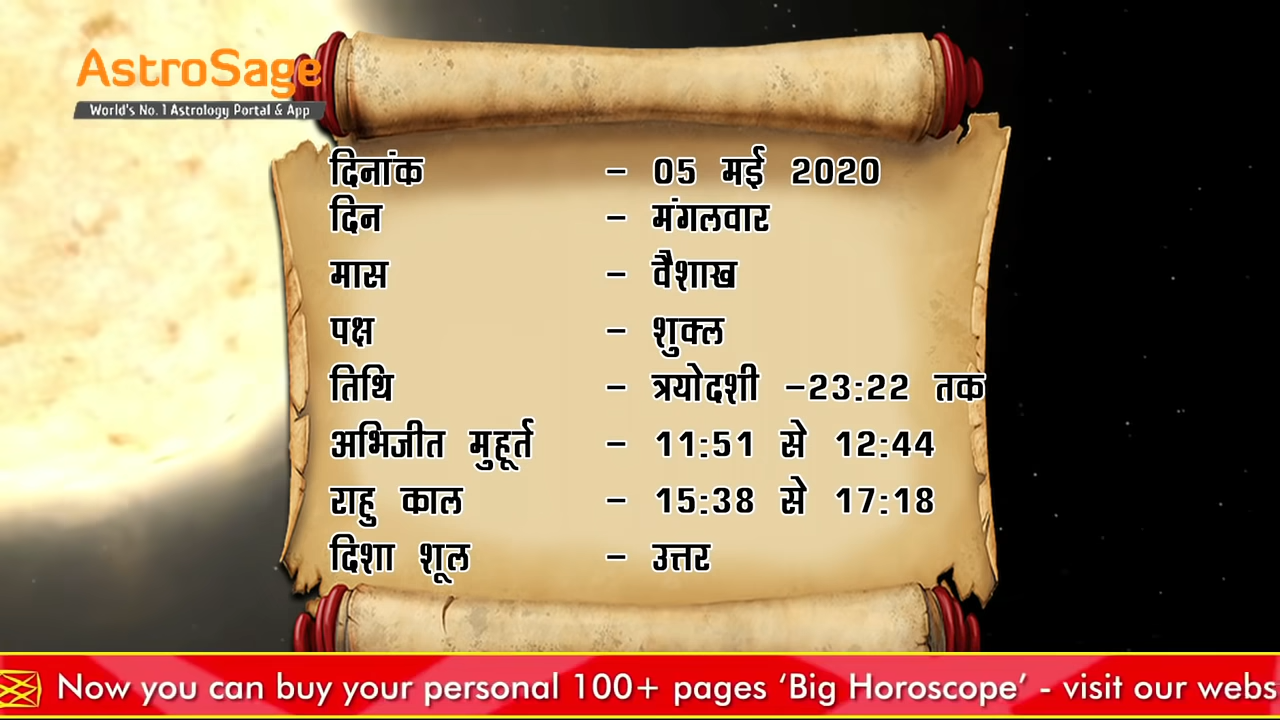 AstroSage
World's No. 1 Astrology Portal & App
दिनांक – 05 मई 2020
दिन – मंगलवार
मास – वैशाख
पक्ष – शुक्ल
तिथि – त्रयोदशी –23:22 तक
अभिजीत मुहूर्त – 11:51 से 12:44
राहु काल – 15:38 से 17:18
दिशा शूल – उत्तर
Now you can buy your personal 100+ pages ‘Big Horoscope’ - visit our webs